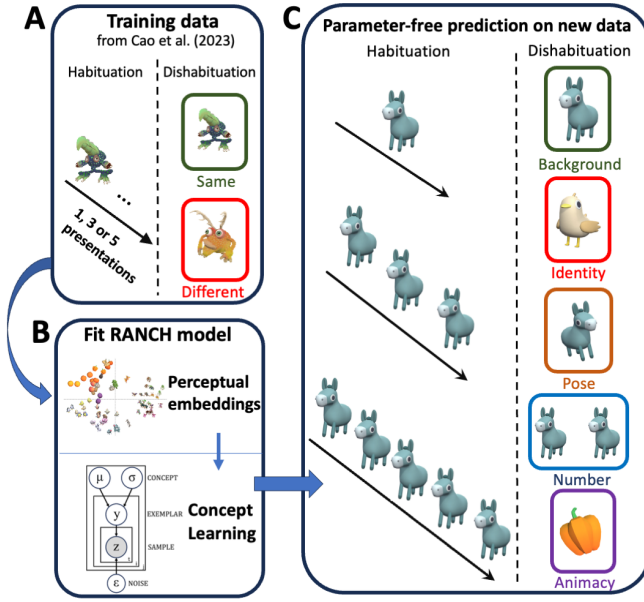 A
Training data
from Cao et al. (2023)
Habituation
Dishabituation
...
1, 3 or 5
presentations
Same
Different
B
Fit RANCH model
Perceptual
embeddings
Concept
Learning
μ
σ
CONCEPT
y
EXEMPLAR
z
SAMPLE
ε
NOISE
C
Parameter-free prediction on new data
Habituation
Dishabituation
Background
Identity
Pose
Number
Animacy